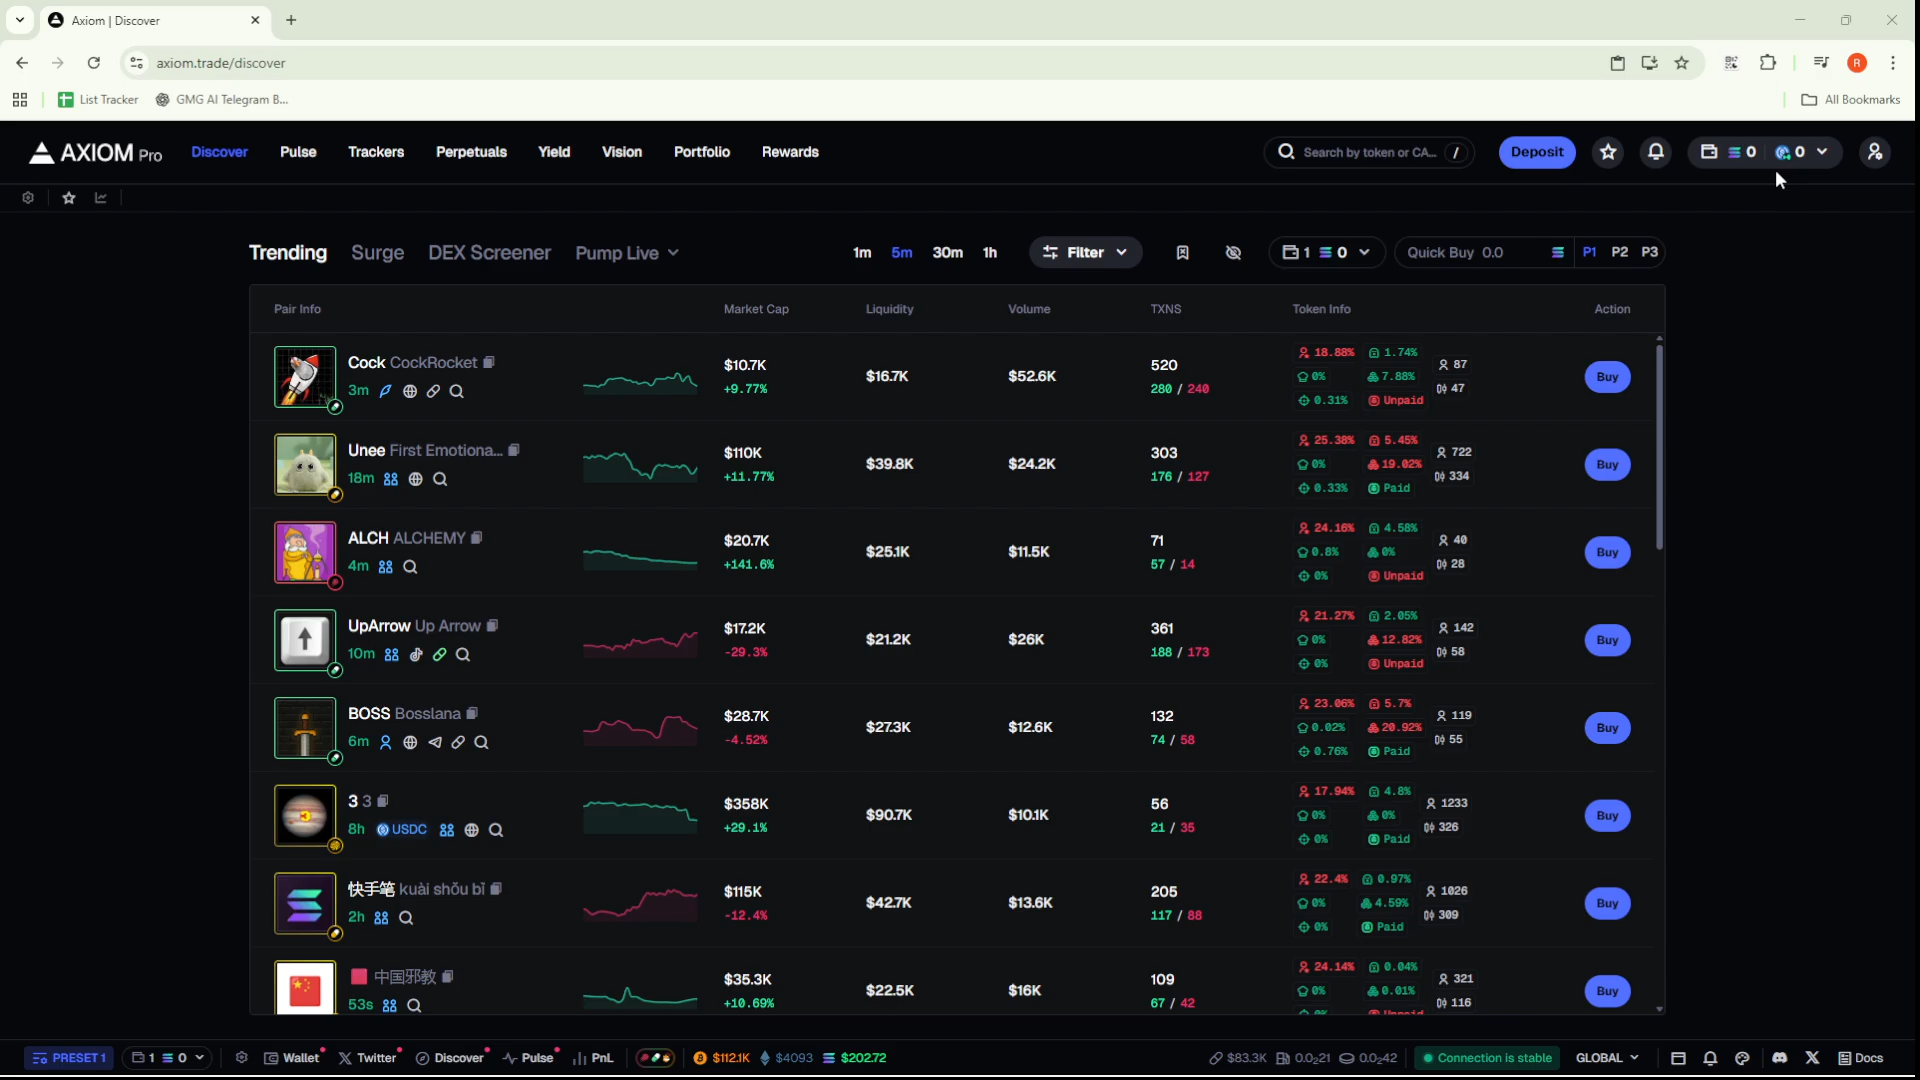 Axiom | Discover
axiom.trade/discover
R
List Tracker
GMG AI Telegram B...
All Bookmarks
AXIOM Pro
Discover
Pulse
Trackers
Perpetuals
Yield
Vision
Portfolio
Rewards
Search by token or CA...
/
Deposit
0
0
Trending
Surge
DEX Screener
Pump Live
1m
5m
30m
1h
Filter
1
0
Quick Buy 0.0
P1
P2
P3
Pair Info
Market Cap
Liquidity
Volume
TXNS
Token Info
Action
Cock CockRocket
3m
$10.7K
+9.77%
$16.7K
$52.6K
520
280 / 240
18.88% 1.74%
0% 7.88%
0.31% Unpaid
87
47
Buy
Unee First Emotiona...
18m
$110K
+11.77%
$39.8K
$24.2K
303
176 / 127
25.38% 5.45%
0% 19.02%
0.33% Paid
722
334
Buy
ALCH ALCHEMY
4m
$20.7K
+141.6%
$25.1K
$11.5K
71
57 / 14
24.16% 4.58%
0.8% 0%
0% Unpaid
40
28
Buy
UpArrow Up Arrow
10m
$17.2K
-29.3%
$21.2K
$26K
361
188 / 173
21.27% 2.05%
0% 12.82%
0% Unpaid
142
58
Buy
BOSS Bosslana
6m
$28.7K
-4.52%
$27.3K
$12.6K
132
74 / 58
23.06% 5.7%
0.02% 20.92%
0.76% Paid
119
55
Buy
3 3
8h USDC
$358K
+29.1%
$90.7K
$10.1K
56
21 / 35
17.94% 4.8%
0% 0%
0% Paid
1233
326
Buy
快手笔 kuài shǒu bǐ
2h
$115K
-12.4%
$42.7K
$13.6K
205
117 / 88
22.4% 0.97%
0% 4.59%
0% Paid
1026
309
Buy
中国邪教
53s
$35.3K
+10.69%
$22.5K
$16K
109
67 / 42
24.14% 0.04%
0% 0.01%
0% Unpaid
321
116
Buy
PRESET 1
1
0
Wallet
Twitter
Discover
Pulse
PnL
$112.1K
$4093
$202.72
$83.3K
0.0₂21
0.0₂42
Connection is stable
GLOBAL
Docs